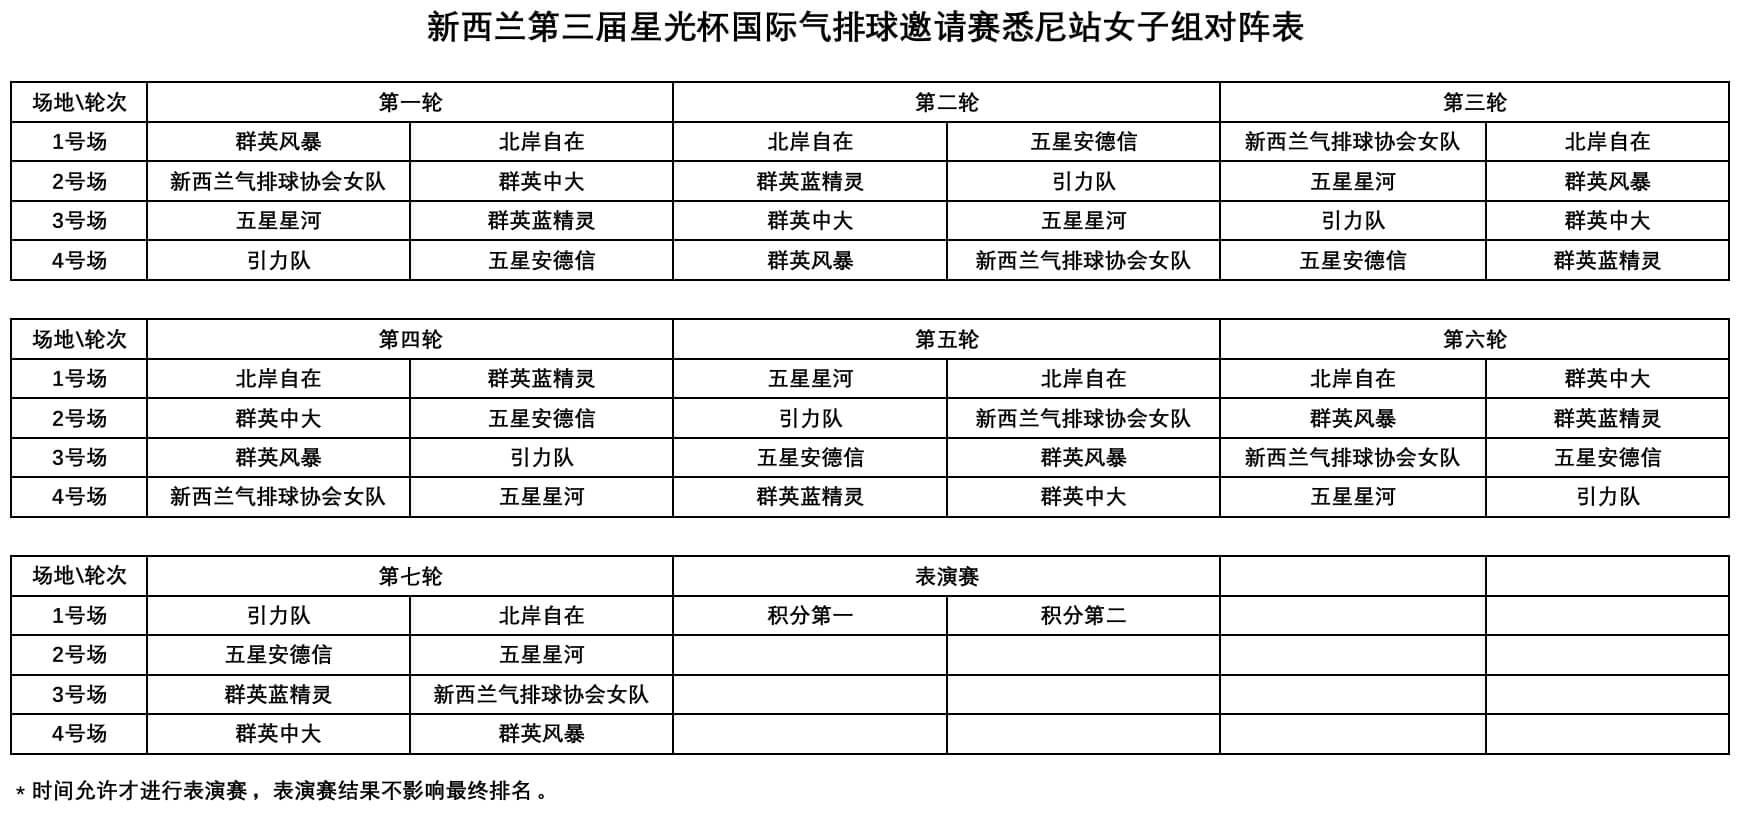 新西兰第三届星光杯国际气排球邀请赛悉尼站女子组对阵表
场地\轮次 第一轮 第二轮 第三轮
1号场 群英风暴 北岸自在 北岸自在 五星安德信 新西兰气排球协会女队 北岸自在
2号场 新西兰气排球协会女队 群英中大 群英蓝精灵 引力队 五星星河 群英风暴
3号场 五星星河 群英蓝精灵 群英中大 五星星河 引力队 群英中大
4号场 引力队 五星安德信 群英风暴 新西兰气排球协会女队 五星安德信 群英蓝精灵
场地\轮次 第四轮 第五轮 第六轮
1号场 北岸自在 群英蓝精灵 五星星河 北岸自在 北岸自在 群英中大
2号场 群英中大 五星安德信 引力队 新西兰气排球协会女队 群英风暴 群英蓝精灵
3号场 群英风暴 引力队 五星安德信 群英风暴 新西兰气排球协会女队 五星安德信
4号场 新西兰气排球协会女队 五星星河 群英蓝精灵 群英中大 五星星河 引力队
场地\轮次 第七轮 表演赛
1号场 引力队 北岸自在 积分第一 积分第二
2号场 五星安德信 五星星河
3号场 群英蓝精灵 新西兰气排球协会女队
4号场 群英中大 群英风暴
* 时间允许才进行表演赛，表演赛结果不影响最终排名。